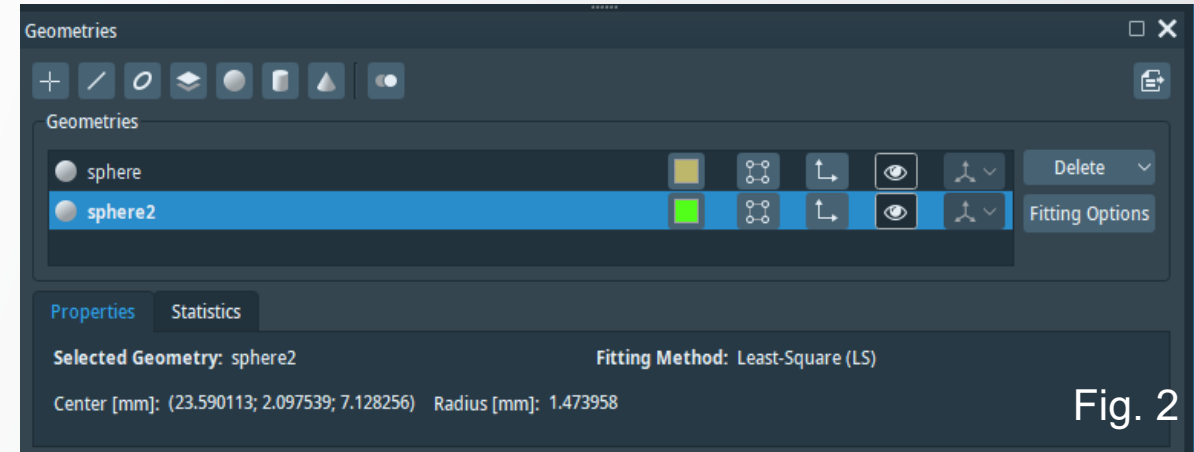 Geometries
Geometries
sphere
Delete
sphere2
Fitting Options
Properties Statistics
Selected Geometry: sphere2 Fitting Method: Least-Square (LS)
Center [mm]: (23.590113; 2.097539; 7.128256) Radius [mm]: 1.473958
Fig. 2